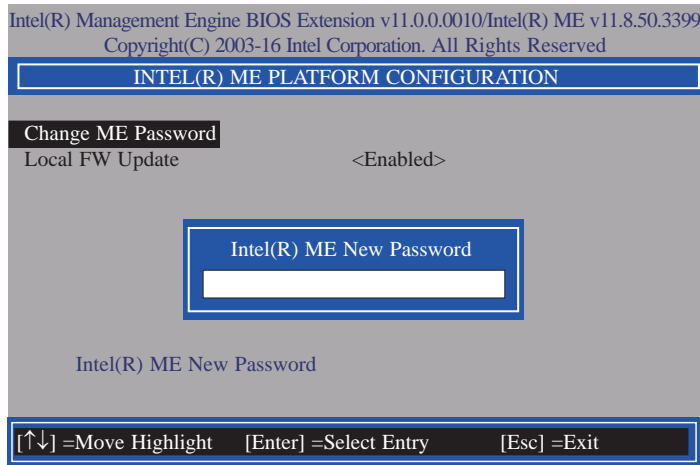 Intel(R) Management Engine BIOS Extension v11.0.0.0010/Intel(R) ME v11.8.50.3399
Copyright(C) 2003-16 Intel Corporation. All Rights Reserved
INTEL(R) ME PLATFORM CONFIGURATION
Change ME Password
Local FW Update <Enabled>
Intel(R) ME New Password
Intel(R) ME New Password
[↑↓] =Move Highlight [Enter] =Select Entry [Esc] =Exit